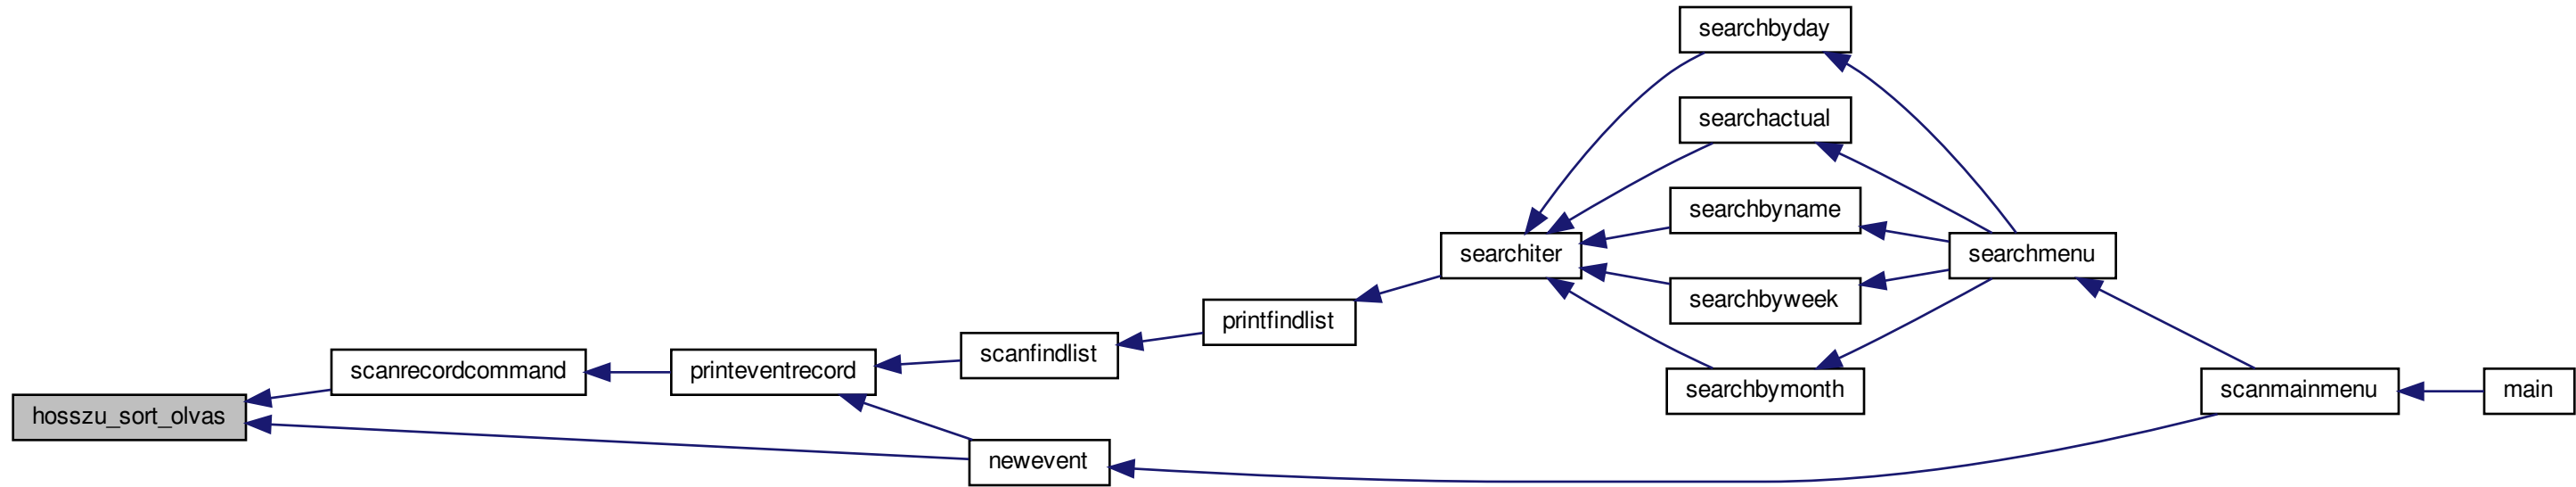 searchbyday
searchactual
searchbyname
searchiter
searchmenu
searchbyweek
printfindlist
scanfindlist
scanrecordcommand
printeventrecord
searchbymonth
scanmainmenu
main
hosszu_sort_olvas
newevent